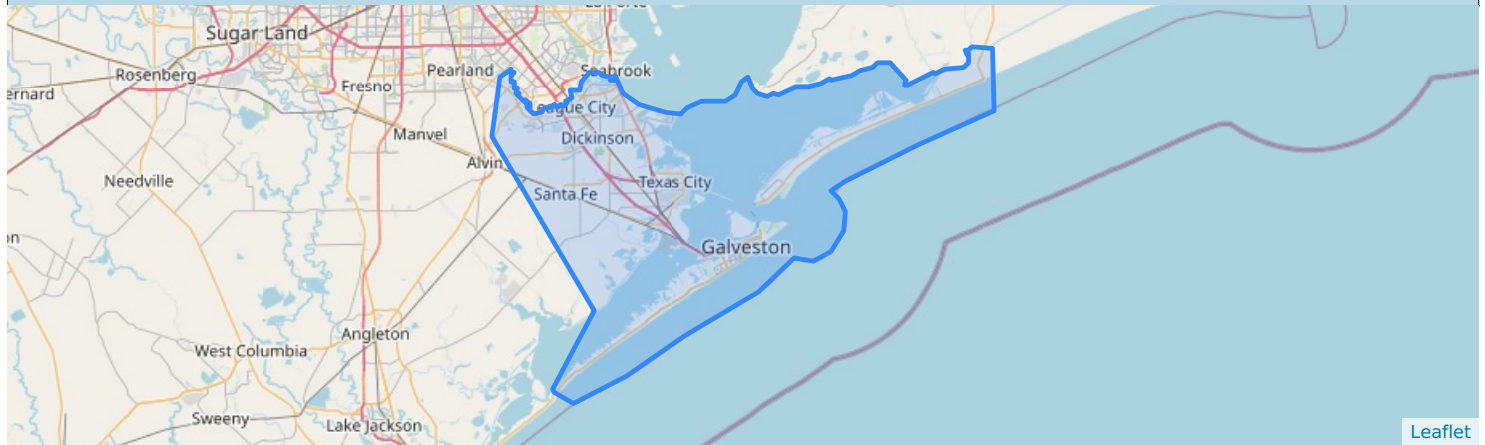 Sugar Land
Rosenberg
Pearland
Seabrook
Fresno
ernard
League City
Manvel
Dickinson
Alvin
Needville
Texas City
Santa Fe
on
Galveston
Angleton
West Columbia
Sweeny
Lake Jackson
Leaflet